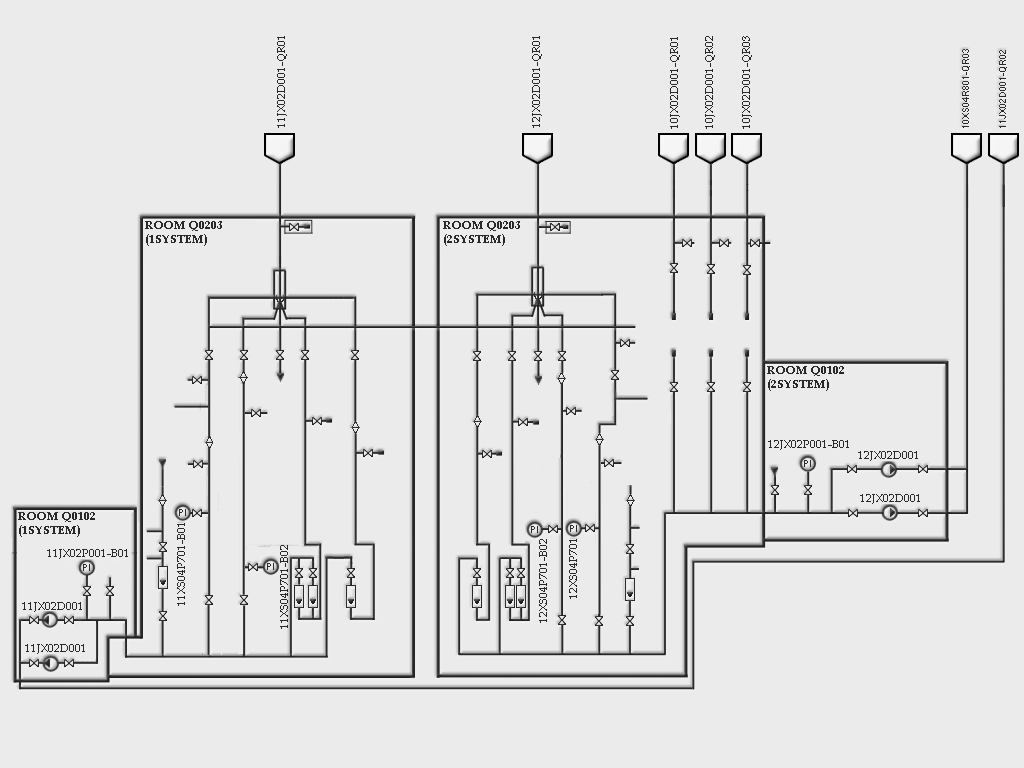 11JX02D001-QR01
12JX02D001-QR01
10JX02D001-QR01
10JX02D001-QR02
10JX02D001-QR03
10XS04R801-QR03
11JX02D001-QR02
ROOM Q0203
(1SYSTEM)
ROOM Q0203
(2SYSTEM)
ROOM Q0102
(2SYSTEM)
12JX02P001-B01
12JX02D001
PI
12JX02D001
ROOM Q0102
(1SYSTEM)
PI
11XS04P701-B01
11JX02P001-B01
PI
PI
11XS04P701-B02
PI
12XS04P701-B02
PI
12XS04P701
11JX02D001
11JX02D001